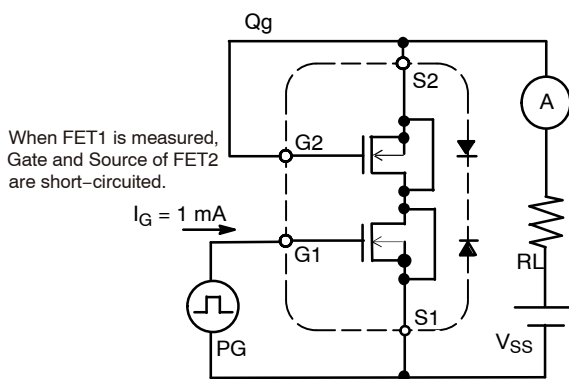 Qg
S2
A
When FET1 is measured,
Gate and Source of FET2
are short−circuited.
G2
IG = 1 mA
G1
RL
S1
PG
VSS